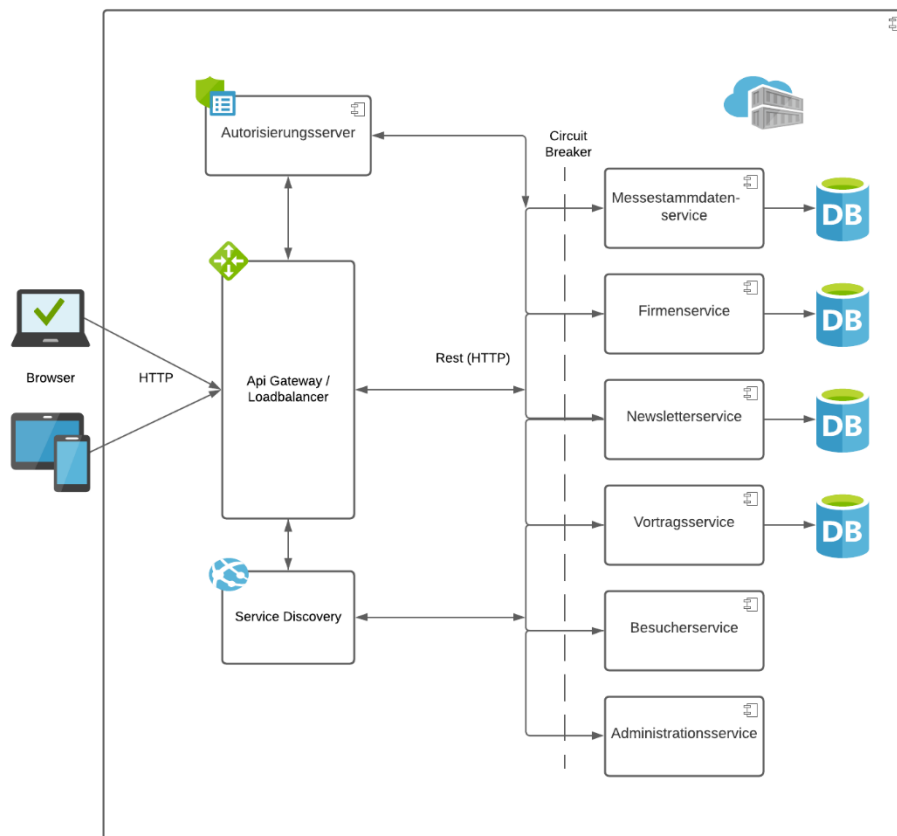 Autorisierungsserver
Circuit
Breaker
Messestammdaten-
service
DB
Firmenservice
DB
Browser
HTTP
Api Gateway /
Loadbalancer
Rest (HTTP)
Newsletterservice
DB
Vortragsservice
DB
Service Discovery
Besucherservice
Administrationsservice